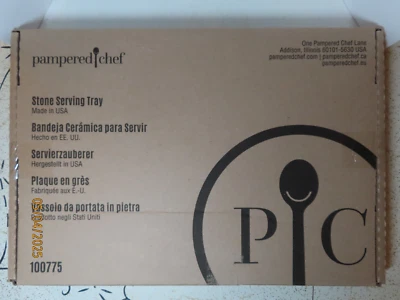 pampered chef
One Pampered Chef Lane
Addison, Illinois 60101-5630 USA
pamperedchef.com | pamperedchef.ca
pamperedchef.eu
Stone Serving Tray
Made in USA
Bandeja Cerámica para Servir
Hecho en EE. UU.
Servierzauberer
Hergestellt in USA
Plaque en grès
Fabriquée aux É.-U.
Vassoio da portata in pietra
Prodotto negli Stati Uniti
100775
P C